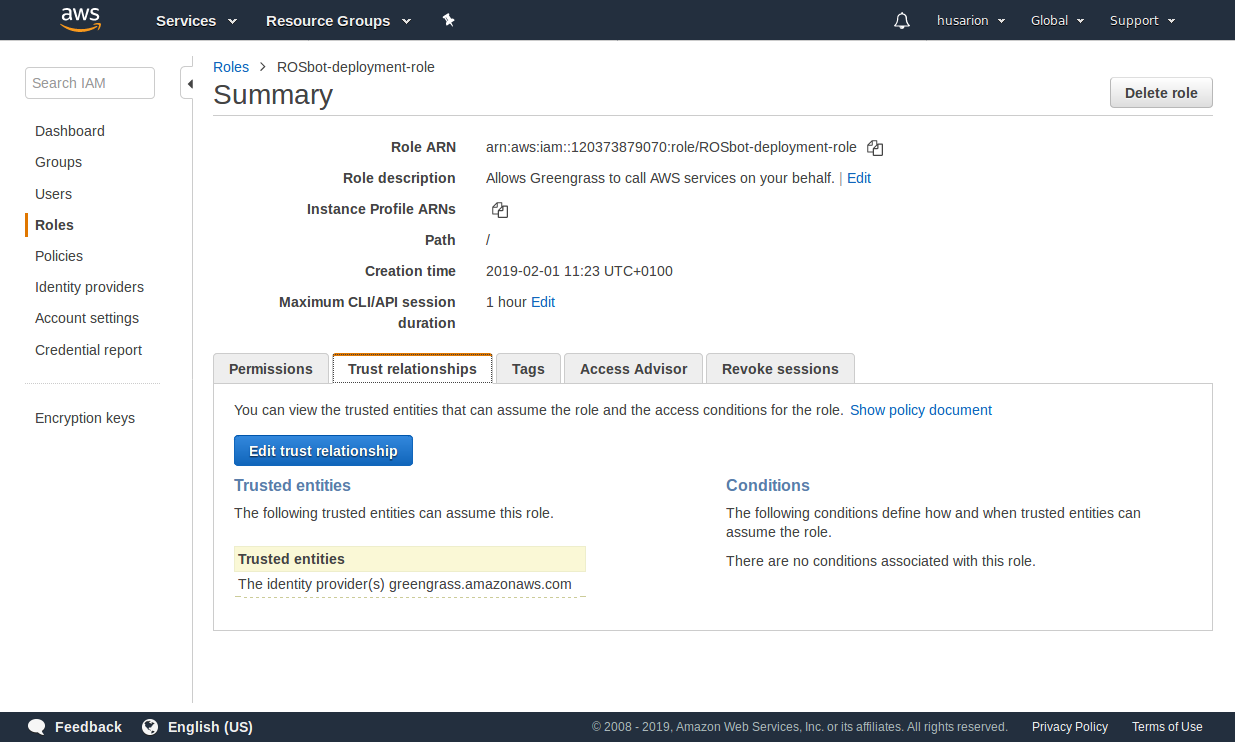 aws Services Resource Groups husarion Global Support
Search IAM
Dashboard
Groups
Users
Roles
Policies
Identity providers
Account settings
Credential report
Encryption keys
Roles > ROSbot-deployment-role
Summary
Delete role
Role ARN arn:aws:iam::120373879070:role/ROSbot-deployment-role
Role description Allows Greengrass to call AWS services on your behalf. | Edit
Instance Profile ARNs
Path /
Creation time 2019-02-01 11:23 UTC+0100
Maximum CLI/API session 1 hour Edit
duration
Permissions Trust relationships Tags Access Advisor Revoke sessions
You can view the trusted entities that can assume the role and the access conditions for the role. Show policy document
Edit trust relationship
Trusted entities
The following trusted entities can assume this role.
Trusted entities
The identity provider(s) greengrass.amazonaws.com
Conditions
The following conditions define how and when trusted entities can
assume the role.
There are no conditions associated with this role.
Feedback English (US) © 2008 - 2019, Amazon Web Services, Inc. or its affiliates. All rights reserved. Privacy Policy Terms of Use